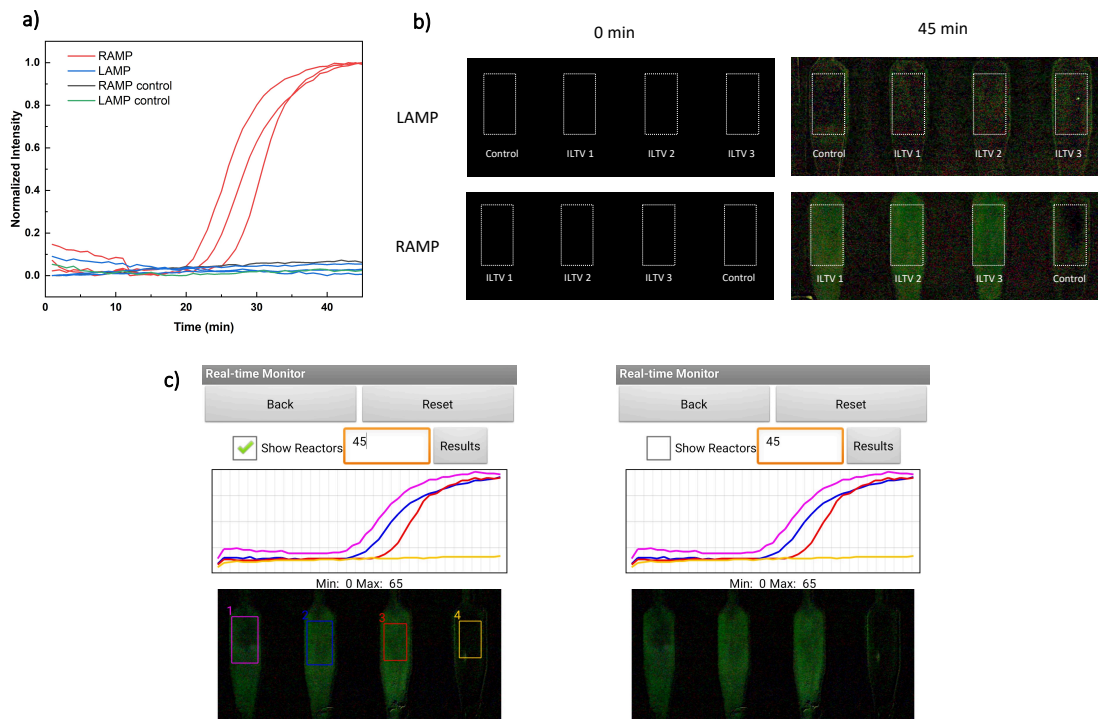 a)
RAMP
LAMP
RAMP control
LAMP control
1.0
0.8
0.6
0.4
0.2
0.0
Normalized Intensity
0 10 20 30 40
Time (min)
b)
0 min 45 min
LAMP
Control ILTV 1 ILTV 2 ILTV 3
Control ILTV 1 ILTV 2 ILTV 3
RAMP
ILTV 1 ILTV 2 ILTV 3 Control
ILTV 1 ILTV 2 ILTV 3 Control
c)
Real-time Monitor
Back Reset
Show Reactors 45 Results
Min: 0 Max: 65
1 2 3 4
Real-time Monitor
Back Reset
Show Reactors 45 Results
Min: 0 Max: 65